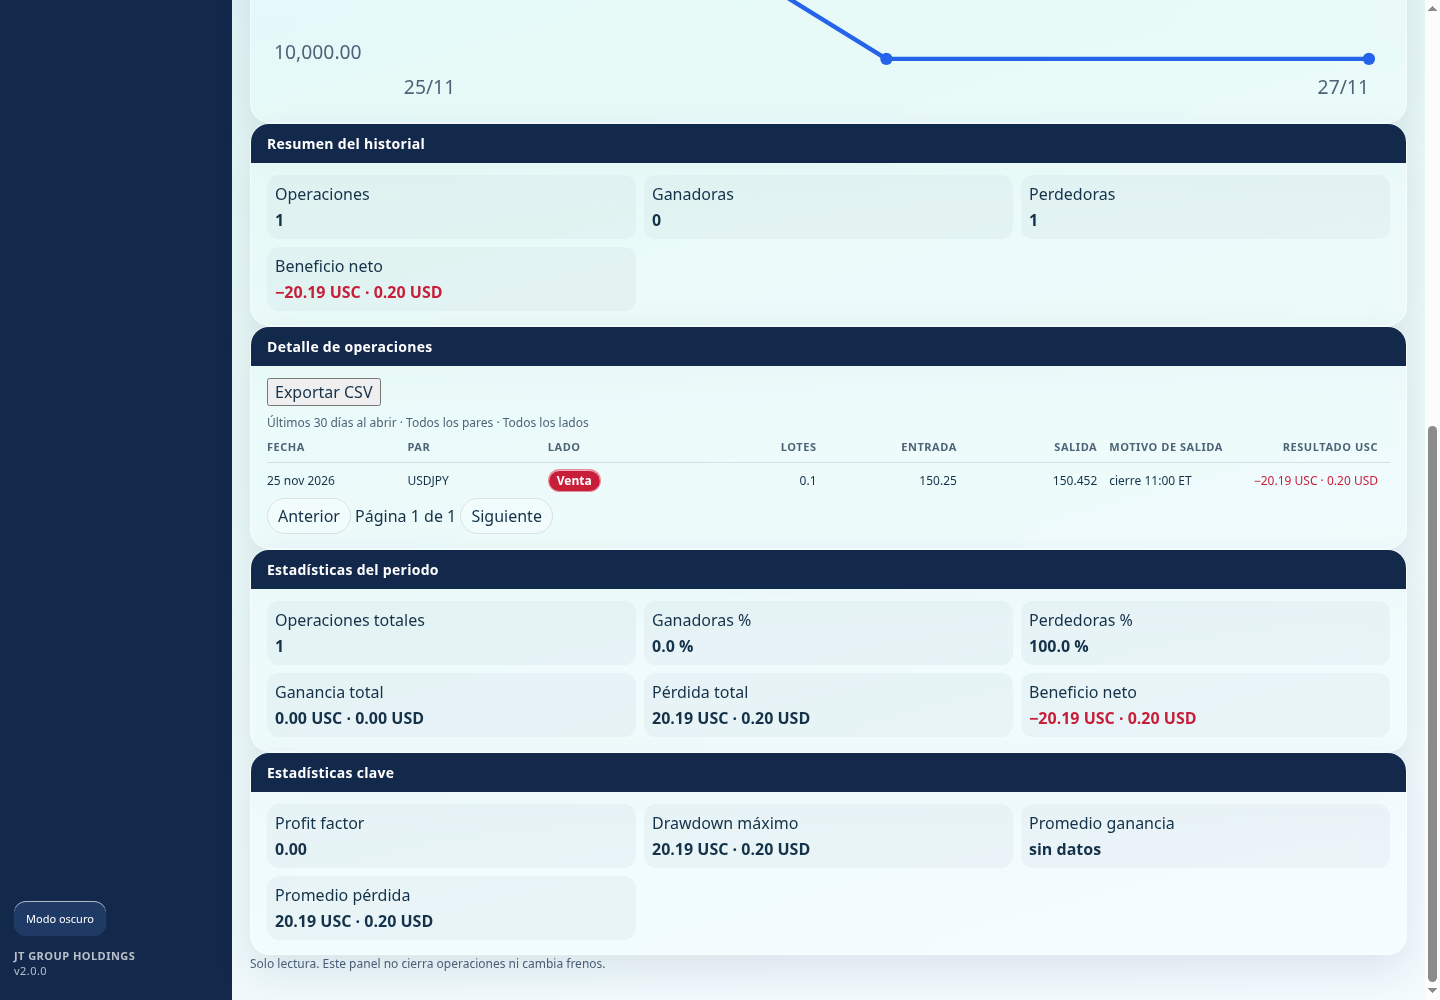 10,000.00
25/11 27/11
Resumen del historial
Operaciones Ganadoras Perdedoras
1 0 1
Beneficio neto
−20.19 USC · 0.20 USD
Detalle de operaciones
Exportar CSV
Últimos 30 días al abrir · Todos los pares · Todos los lados
FECHA PAR LADO LOTES ENTRADA SALIDA MOTIVO DE SALIDA RESULTADO USC
25 nov 2026 USDJPY Venta 0.1 150.25 150.452 cierre 11:00 ET −20.19 USC · 0.20 USD
Anterior Página 1 de 1 Siguiente
Estadísticas del periodo
Operaciones totales Ganadoras % Perdedoras %
1 0.0 % 100.0 %
Ganancia total Pérdida total Beneficio neto
0.00 USC · 0.00 USD 20.19 USC · 0.20 USD −20.19 USC · 0.20 USD
Estadísticas clave
Profit factor Drawdown máximo Promedio ganancia
0.00 20.19 USC · 0.20 USD sin datos
Promedio pérdida
20.19 USC · 0.20 USD
Modo oscuro
JT GROUP HOLDINGS
v2.0.0
Solo lectura. Este panel no cierra operaciones ni cambia frenos.